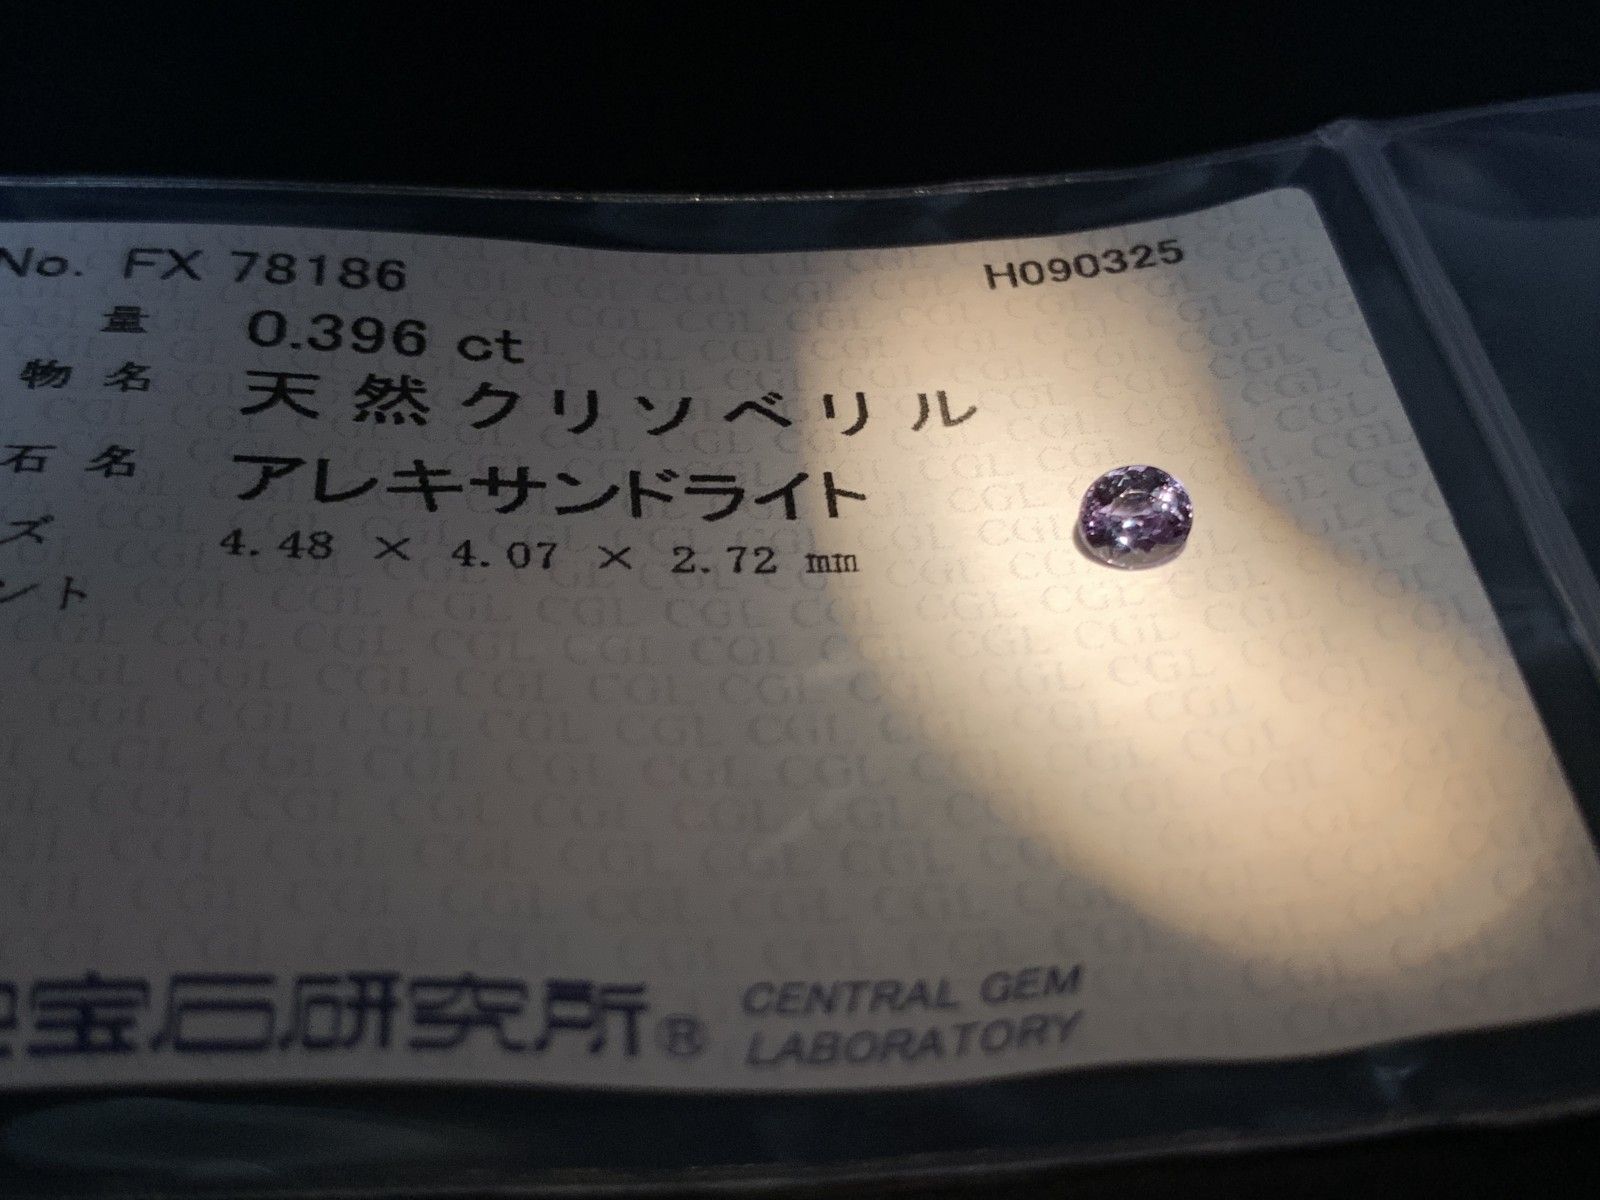 No. FX 78186 H090325
量 0.396 ct
物名 天然クリソベリル
石名 アレキサンドライト
ズ 4.48 × 4.07 × 2.72 mm
ント
宝石研究所® CENTRAL GEM
LABORATORY